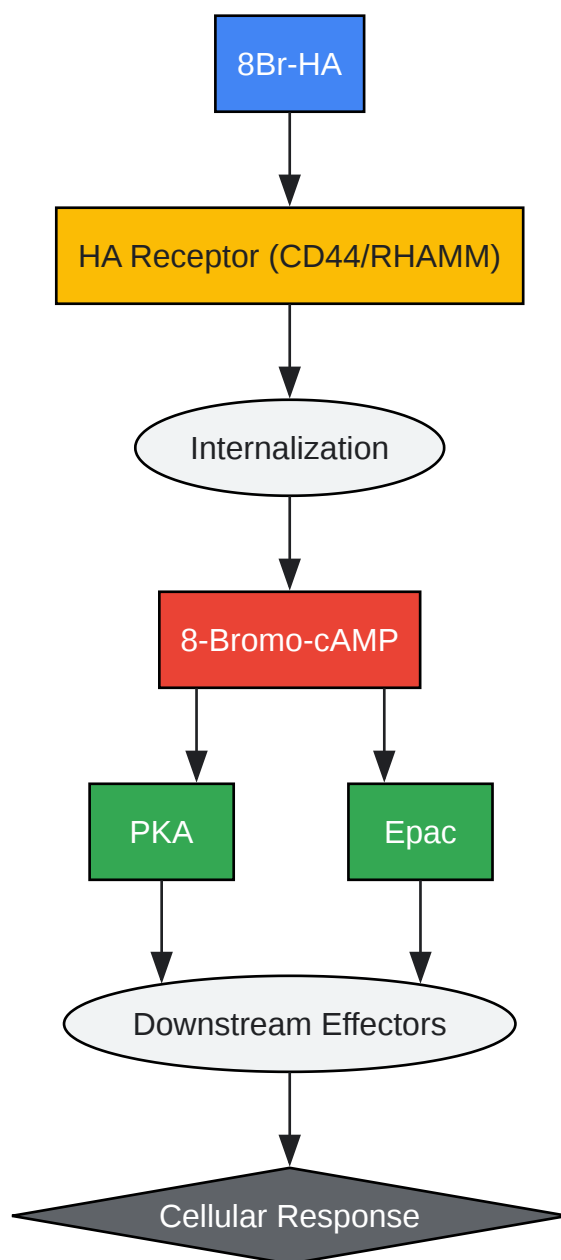 8Br-HA
HA Receptor (CD44/RHAMM)
Internalization
8-Bromo-cAMP
PKA
Epac
Downstream Effectors
Cellular Response